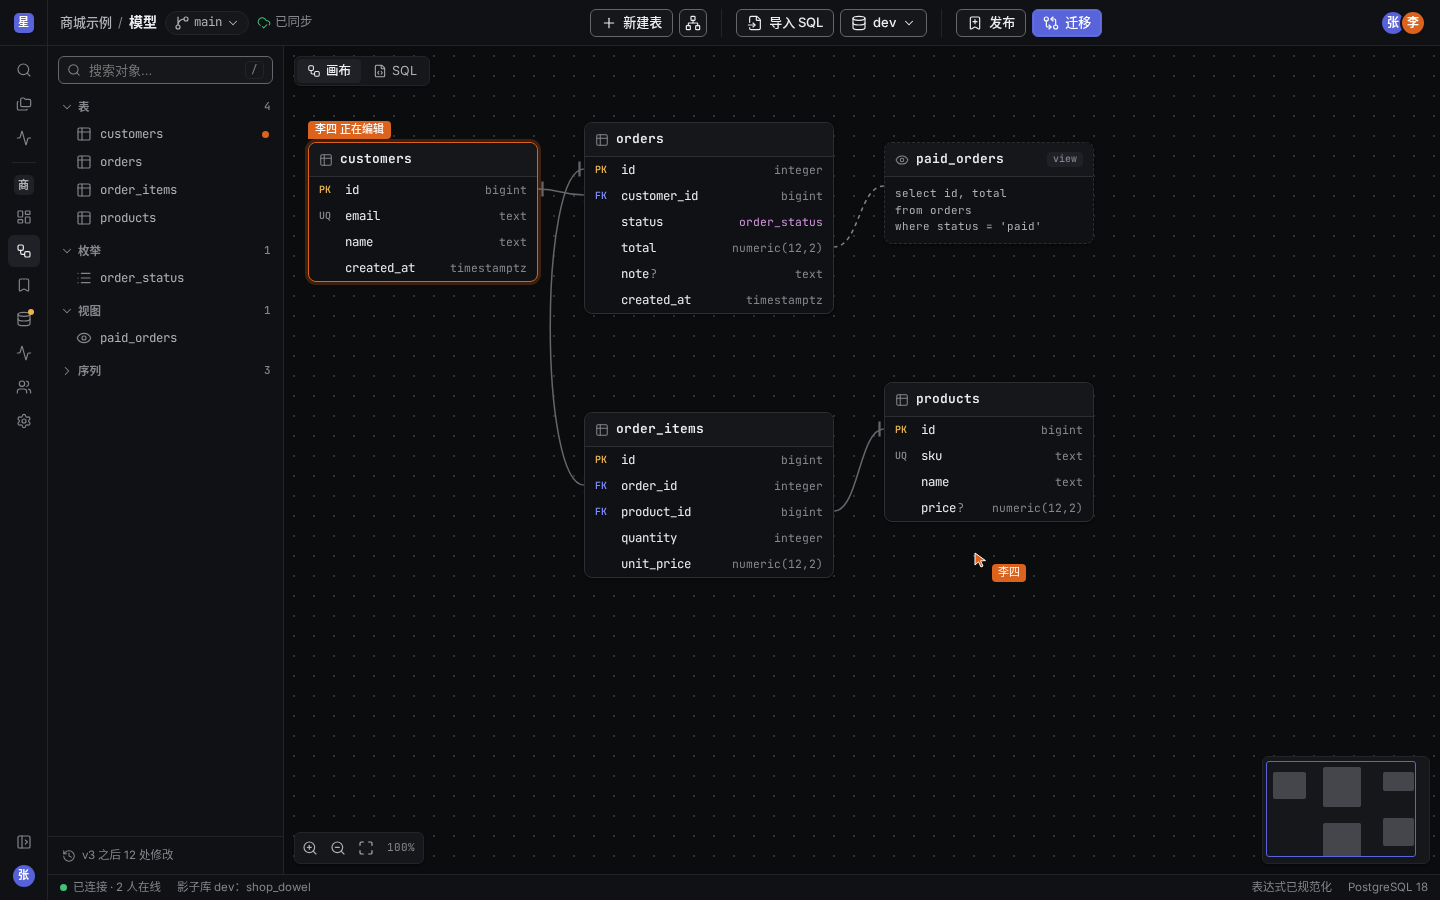 星
商城示例 / 模型
main
已同步
新建表
导入 SQL
dev
发布
迁移
张
李
搜索对象...
/
表 4
customers
orders
order_items
products
枚举 1
order_status
视图 1
paid_orders
序列 3
商
v3 之后 12 处修改
张
画布
SQL
李四 正在编辑
customers
PK id bigint
UQ email text
name text
created_at timestamptz
orders
PK id integer
FK customer_id bigint
status order_status
total numeric(12,2)
note? text
created_at timestamptz
paid_orders view
select id, total
from orders
where status = 'paid'
order_items
PK id bigint
FK order_id integer
FK product_id bigint
quantity integer
unit_price numeric(12,2)
products
PK id bigint
UQ sku text
name text
price? numeric(12,2)
李四
100%
已连接 · 2 人在线
影子库 dev：shop_dowel
表达式已规范化
PostgreSQL 18